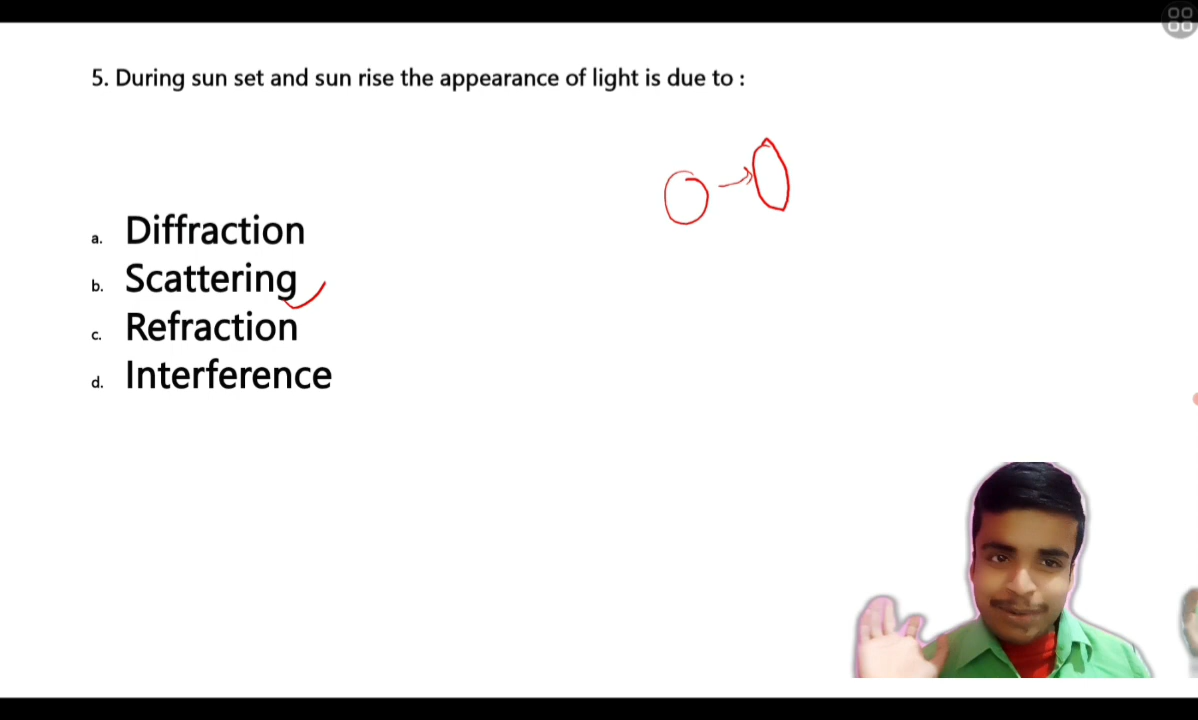 5. During sun set and sun rise the appearance of light is due to :
a. Diffraction
b. Scattering
c. Refraction
d. Interference